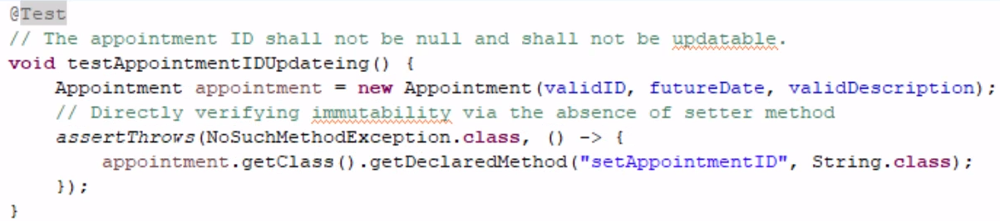 @Test
// The appointment ID shall not be null and shall not be updatable.
void testAppointmentIDUpdateing() {
    Appointment appointment = new Appointment(validID, futureDate, validDescription);
    // Directly verifying immutability via the absence of setter method
    assertThrows(NoSuchMethodException.class, () -> {
        appointment.getClass().getDeclaredMethod("setAppointmentID", String.class);
    });
}